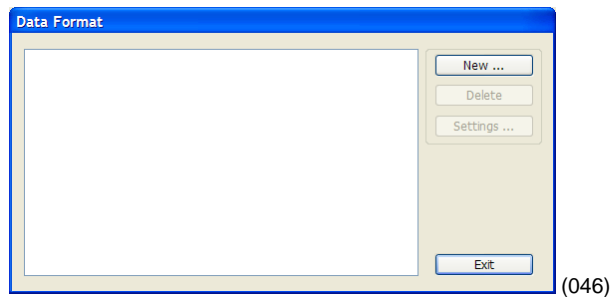 Data Format
New ...
Delete
Settings ...
Exit
(046)